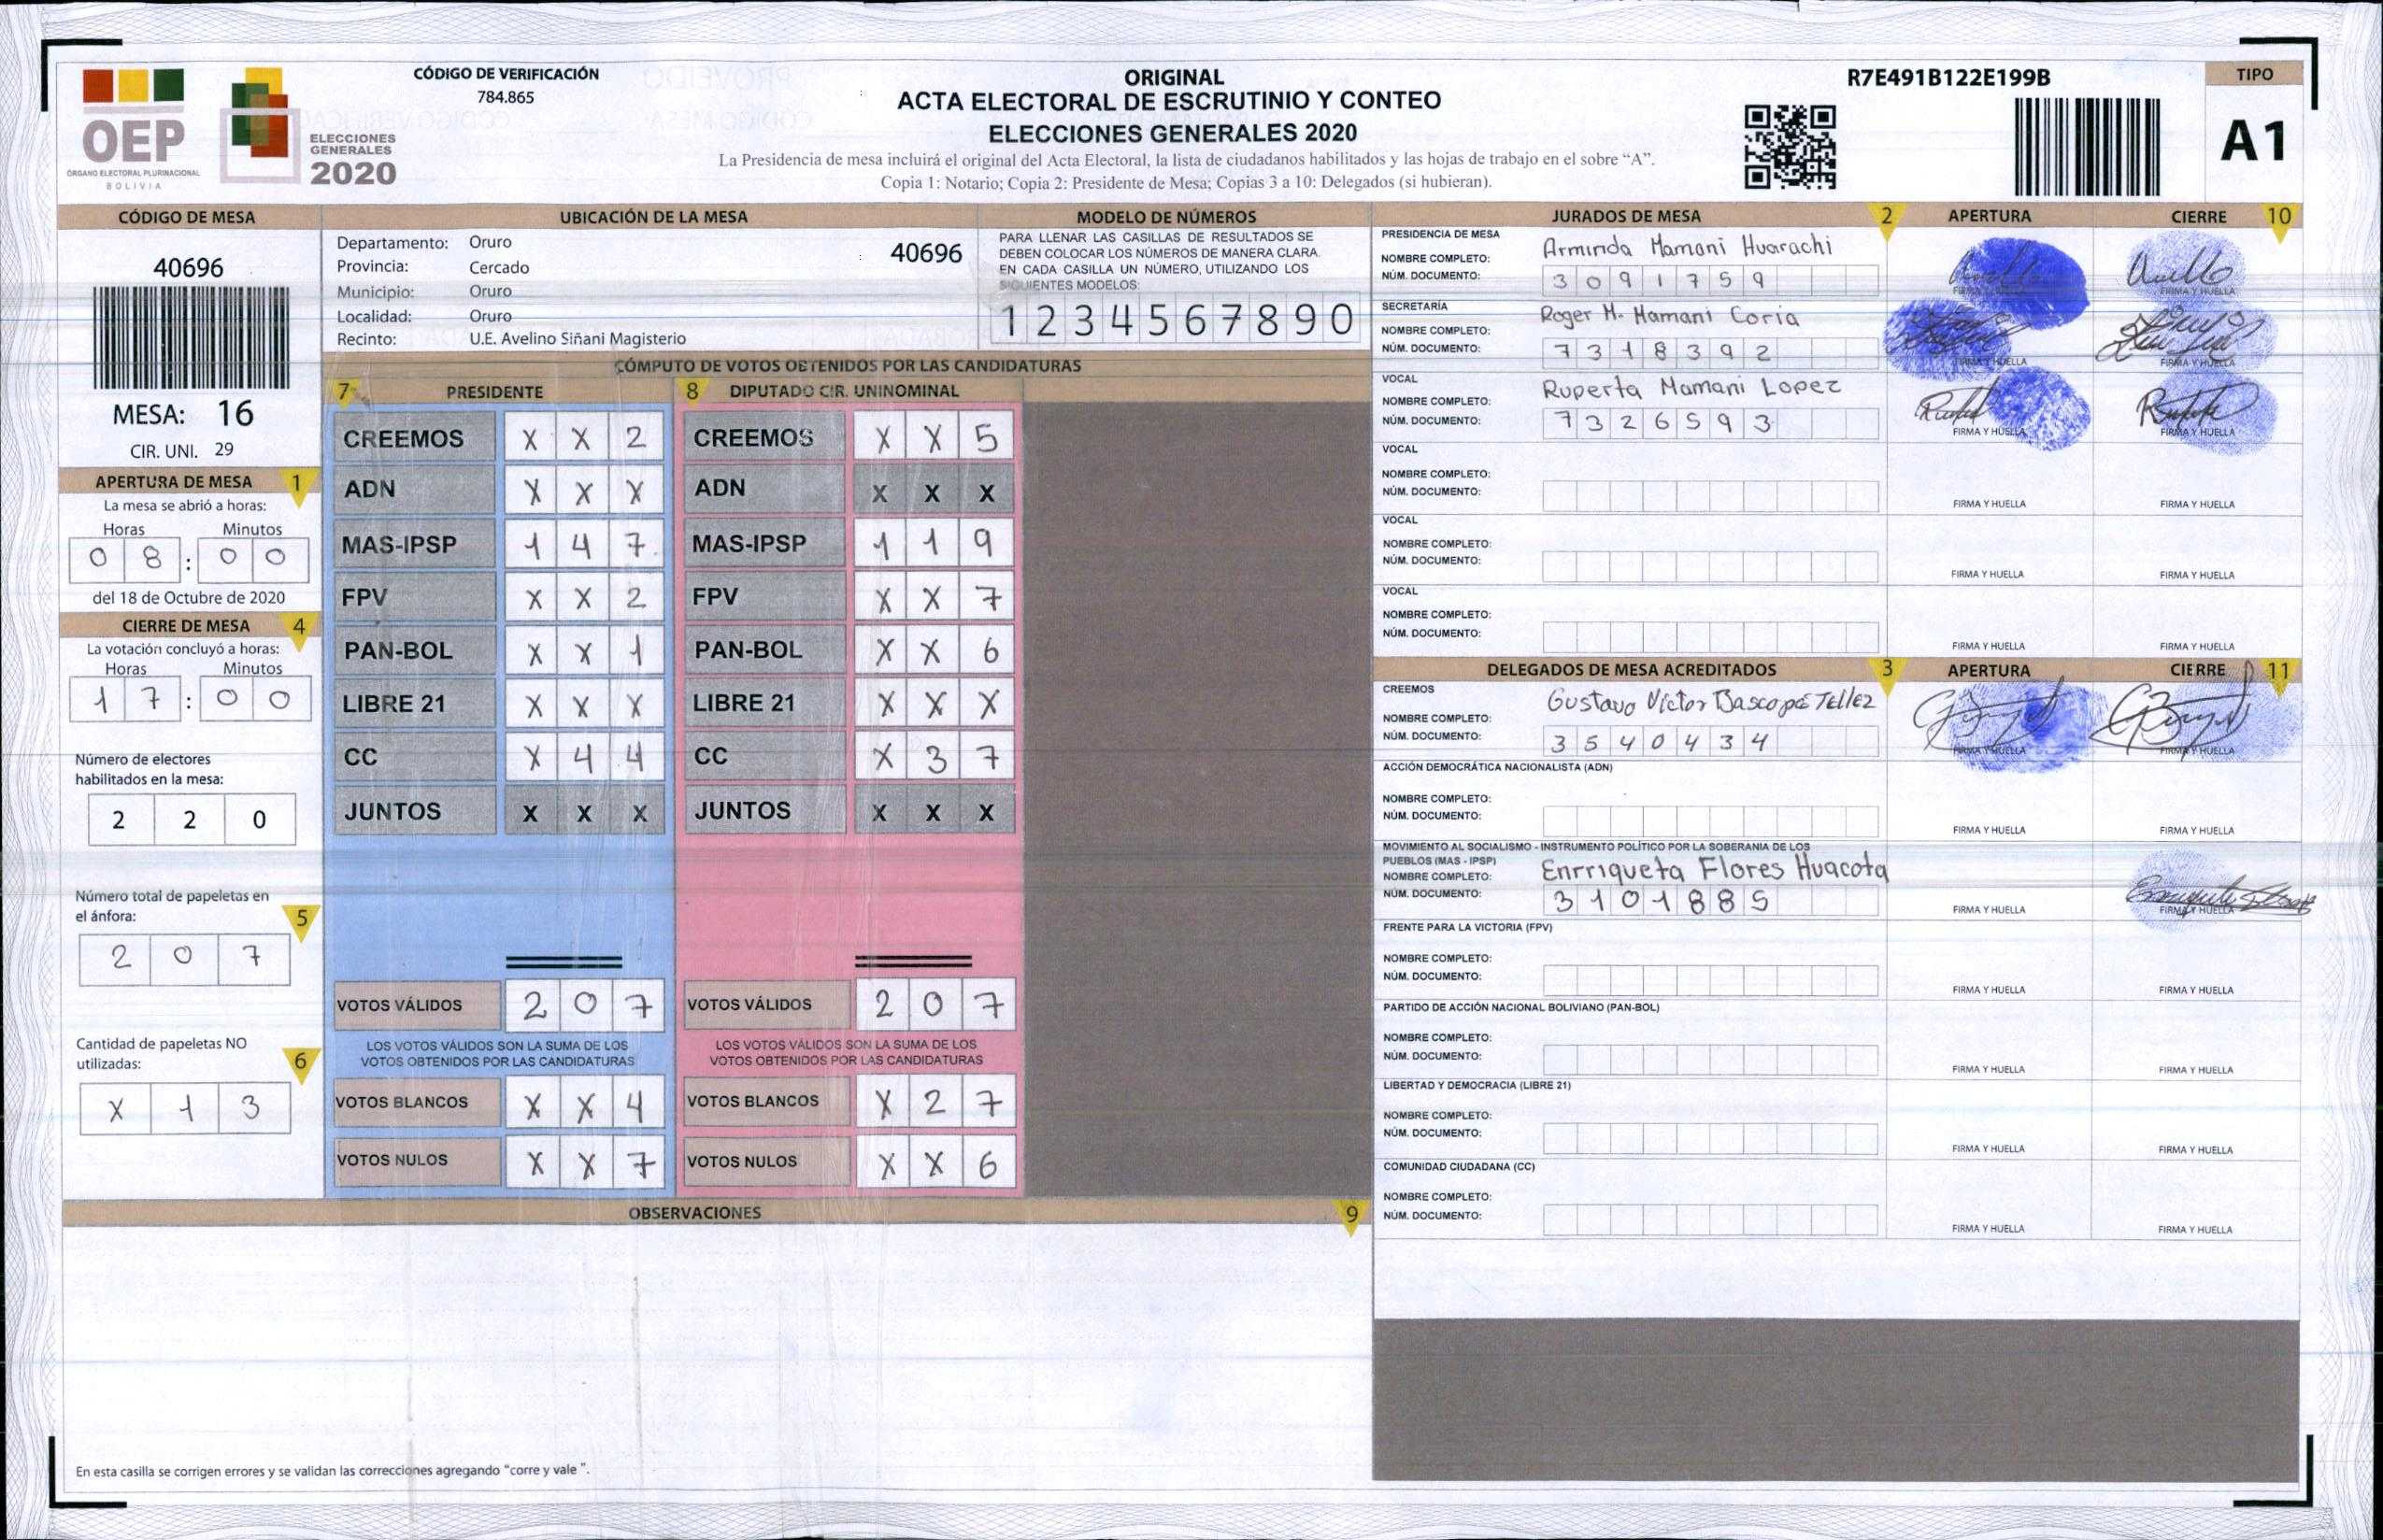 CÓDIGO DE VERIFICACIÓN
784.865
ORIGINAL
ACTA ELECTORAL DE ESCRUTINIO Y CONTEO
ELECCIONES GENERALES 2020
La Presidencia de mesa incluirá el original del Acta Electoral, la lista de ciudadanos habilitados y las hojas de trabajo en el sobre "A".
Copia 1: Notario; Copia 2: Presidente de Mesa; Copias 3 a 10: Delegados (si hubieran).
R7E491B122E199B
TIPO
A1
OEP
ÓRGANO ELECTORAL PLURINACIONAL
BOLIVIA
ELECCIONES
GENERALES
2020
CÓDIGO DE MESA
40696
MESA: 16
CIR. UNI. 29
UBICACIÓN DE LA MESA
Departamento: Oruro
40696
Provincia: Cercado
Municipio: Oruro
Localidad: Oruro
Recinto: U.E. Avelino Siñani Magisterio
MODELO DE NÚMEROS
PARA LLENAR LAS CASILLAS DE RESULTADOS SE
DEBEN COLOCAR LOS NÚMEROS DE MANERA CLARA.
EN CADA CASILLA UN NÚMERO, UTILIZANDO LOS
SIGUIENTES MODELOS:
1 2 3 4 5 6 7 8 9 0
APERTURA DE MESA 1
La mesa se abrió a horas:
Horas Minutos
0 8 : 0 0
del 18 de Octubre de 2020
CIERRE DE MESA 4
La votación concluyó a horas:
Horas Minutos
1 7 : 0 0
Número de electores
habilitados en la mesa:
2 2 0
Número total de papeletas en
el ánfora: 5
2 0 7
Cantidad de papeletas NO
utilizadas: 6
X 1 3
CÓMPUTO DE VOTOS OBTENIDOS POR LAS CANDIDATURAS
7 PRESIDENTE
CREEMOS X X 2
ADN X X X
MAS-IPSP 1 4 7
FPV X X 2
PAN-BOL X X 1
LIBRE 21 X X X
CC X 4 4
JUNTOS X X X
VOTOS VÁLIDOS 2 0 7
LOS VOTOS VÁLIDOS SON LA SUMA DE LOS
VOTOS OBTENIDOS POR LAS CANDIDATURAS
VOTOS BLANCOS X X 4
VOTOS NULOS X X 7
8 DIPUTADO CIR. UNINOMINAL
CREEMOS X X 5
ADN X X X
MAS-IPSP 1 1 9
FPV X X 7
PAN-BOL X X 6
LIBRE 21 X X X
CC X 3 7
JUNTOS X X X
VOTOS VÁLIDOS 2 0 7
LOS VOTOS VÁLIDOS SON LA SUMA DE LOS
VOTOS OBTENIDOS POR LAS CANDIDATURAS
VOTOS BLANCOS X 2 7
VOTOS NULOS X X 6
OBSERVACIONES 9
En esta casilla se corrigen errores y se validan las correcciones agregando "corre y vale ".
JURADOS DE MESA 2 APERTURA CIERRE 10
PRESIDENCIA DE MESA
NOMBRE COMPLETO: Arminda Mamani Huarachi
NÚM. DOCUMENTO: 3 0 9 1 7 5 9
FIRMA Y HUELLA FIRMA Y HUELLA
SECRETARÍA
NOMBRE COMPLETO: Roger M. Mamani Coria
NÚM. DOCUMENTO: 7 3 1 8 3 9 2
FIRMA Y HUELLA FIRMA Y HUELLA
VOCAL
NOMBRE COMPLETO: Ruperta Mamani Lopez
NÚM. DOCUMENTO: 7 3 2 6 5 9 3
FIRMA Y HUELLA FIRMA Y HUELLA
VOCAL
NOMBRE COMPLETO:
NÚM. DOCUMENTO:
FIRMA Y HUELLA FIRMA Y HUELLA
VOCAL
NOMBRE COMPLETO:
NÚM. DOCUMENTO:
FIRMA Y HUELLA FIRMA Y HUELLA
VOCAL
NOMBRE COMPLETO:
NÚM. DOCUMENTO:
FIRMA Y HUELLA FIRMA Y HUELLA
DELEGADOS DE MESA ACREDITADOS 3 APERTURA CIERRE 11
CREEMOS
NOMBRE COMPLETO: Gustavo Victor Bascopé Tellez
NÚM. DOCUMENTO: 3 5 4 0 4 3 4
FIRMA Y HUELLA FIRMA Y HUELLA
ACCIÓN DEMOCRÁTICA NACIONALISTA (ADN)
NOMBRE COMPLETO:
NÚM. DOCUMENTO:
FIRMA Y HUELLA FIRMA Y HUELLA
MOVIMIENTO AL SOCIALISMO - INSTRUMENTO POLÍTICO POR LA SOBERANIA DE LOS
PUEBLOS (MAS - IPSP)
NOMBRE COMPLETO: Enrriqueta Flores Huacota
NÚM. DOCUMENTO: 3 1 0 1 8 8 5
FIRMA Y HUELLA FIRMA Y HUELLA
FRENTE PARA LA VICTORIA (FPV)
NOMBRE COMPLETO:
NÚM. DOCUMENTO:
FIRMA Y HUELLA FIRMA Y HUELLA
PARTIDO DE ACCIÓN NACIONAL BOLIVIANO (PAN-BOL)
NOMBRE COMPLETO:
NÚM. DOCUMENTO:
FIRMA Y HUELLA FIRMA Y HUELLA
LIBERTAD Y DEMOCRACIA (LIBRE 21)
NOMBRE COMPLETO:
NÚM. DOCUMENTO:
FIRMA Y HUELLA FIRMA Y HUELLA
COMUNIDAD CIUDADANA (CC)
NOMBRE COMPLETO:
NÚM. DOCUMENTO:
FIRMA Y HUELLA FIRMA Y HUELLA